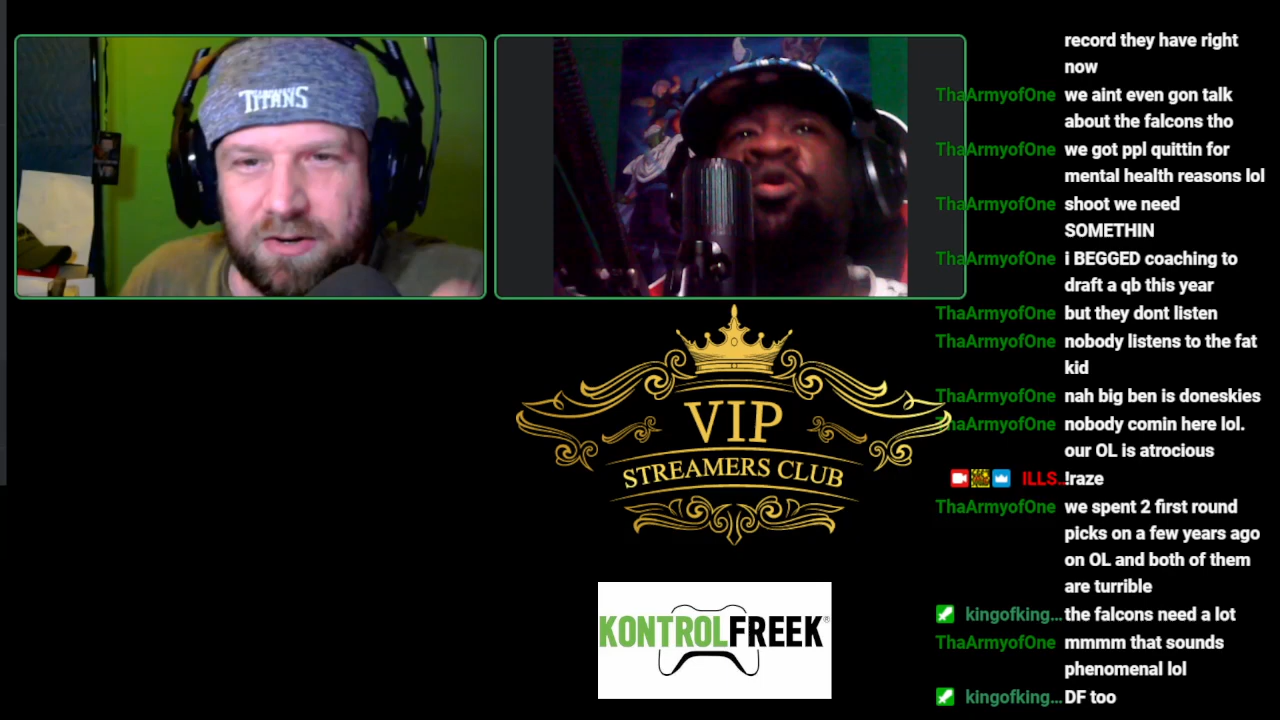 TITANS
record they have right
now
ThaArmyofOne we aint even gon talk
about the falcons tho
ThaArmyofOne we got ppl quittin for
mental health reasons lol
ThaArmyofOne shoot we need
SOMETHIN
ThaArmyofOne i BEGGED coaching to
draft a qb this year
ThaArmyofOne but they dont listen
ThaArmyofOne nobody listens to the fat
kid
ThaArmyofOne nah big ben is doneskies
ThaArmyofOne nobody comin here lol.
our OL is atrocious
ILLS.. !raze
ThaArmyofOne we spent 2 first round
picks on a few years ago
on OL and both of them
are turrible
kingofking... the falcons need a lot
ThaArmyofOne mmmm that sounds
phenomenal lol
kingofking... DF too
VIP
STREAMERS CLUB
KONTROLFREEK®